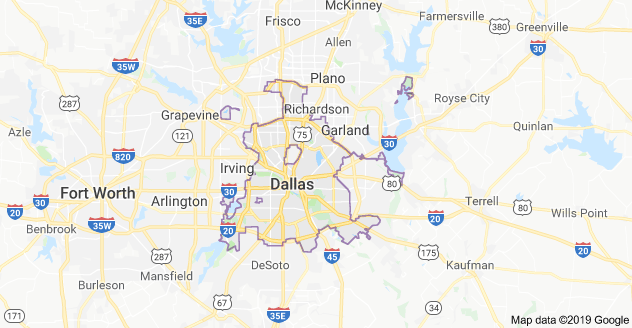 McKinney
Frisco
35E
Farmersville
380
Greenville
30
Allen
35W
Plano
287
Royse City
Grapevine
Richardson
Azle
121
75
Garland
Quinlan
30
820
Irving
80
Fort Worth
30
Dallas
30
Arlington
Terrell
80
20
20
Wills Point
35W
20
Benbrook
20
287
DeSoto
45
175
Kaufman
Mansfield
Burleson
67
34
171
35E
Map data ©2019 Google